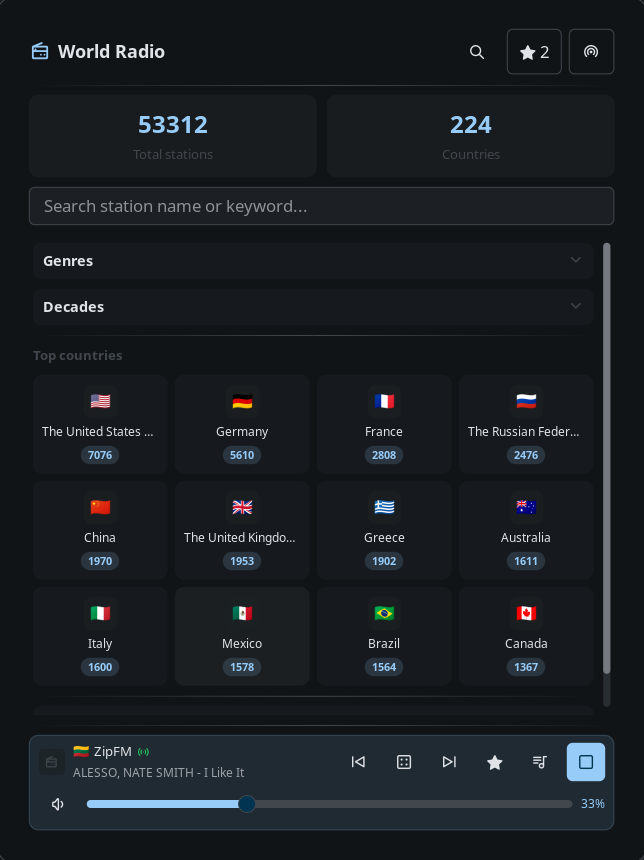 World Radio
2
53312
224
Total stations
Countries
Search station name or keyword...
Genres
Decades
Top countries
The United States ...
Germany
France
The Russian Feder...
7076
5610
2808
2476
China
The United Kingdo...
Greece
Australia
1970
1953
1902
1611
Italy
Mexico
Brazil
Canada
1600
1578
1564
1367
ZipFM
ALESSO, NATE SMITH - I Like It
33%